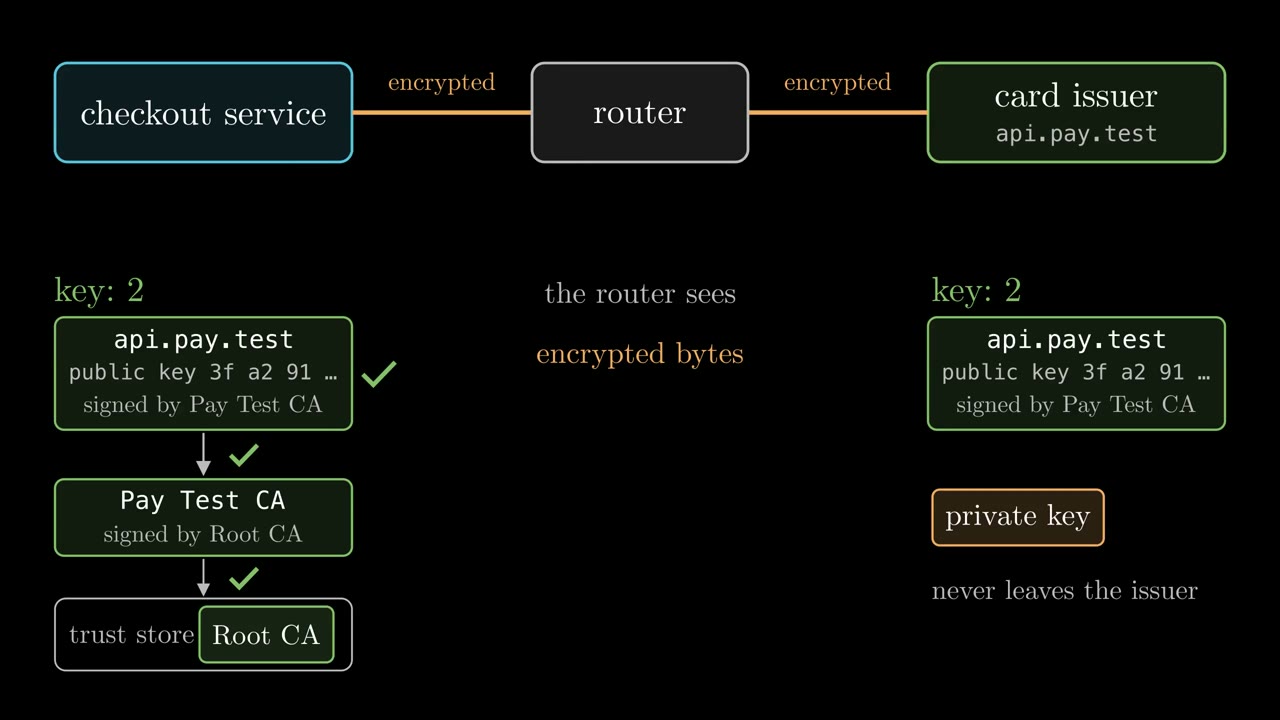 checkout service
encrypted
router
encrypted
card issuer
api.pay.test
key: 2
api.pay.test
public key 3f a2 91 …
signed by Pay Test CA
Pay Test CA
signed by Root CA
trust store
Root CA
the router sees
encrypted bytes
key: 2
api.pay.test
public key 3f a2 91 …
signed by Pay Test CA
private key
never leaves the issuer